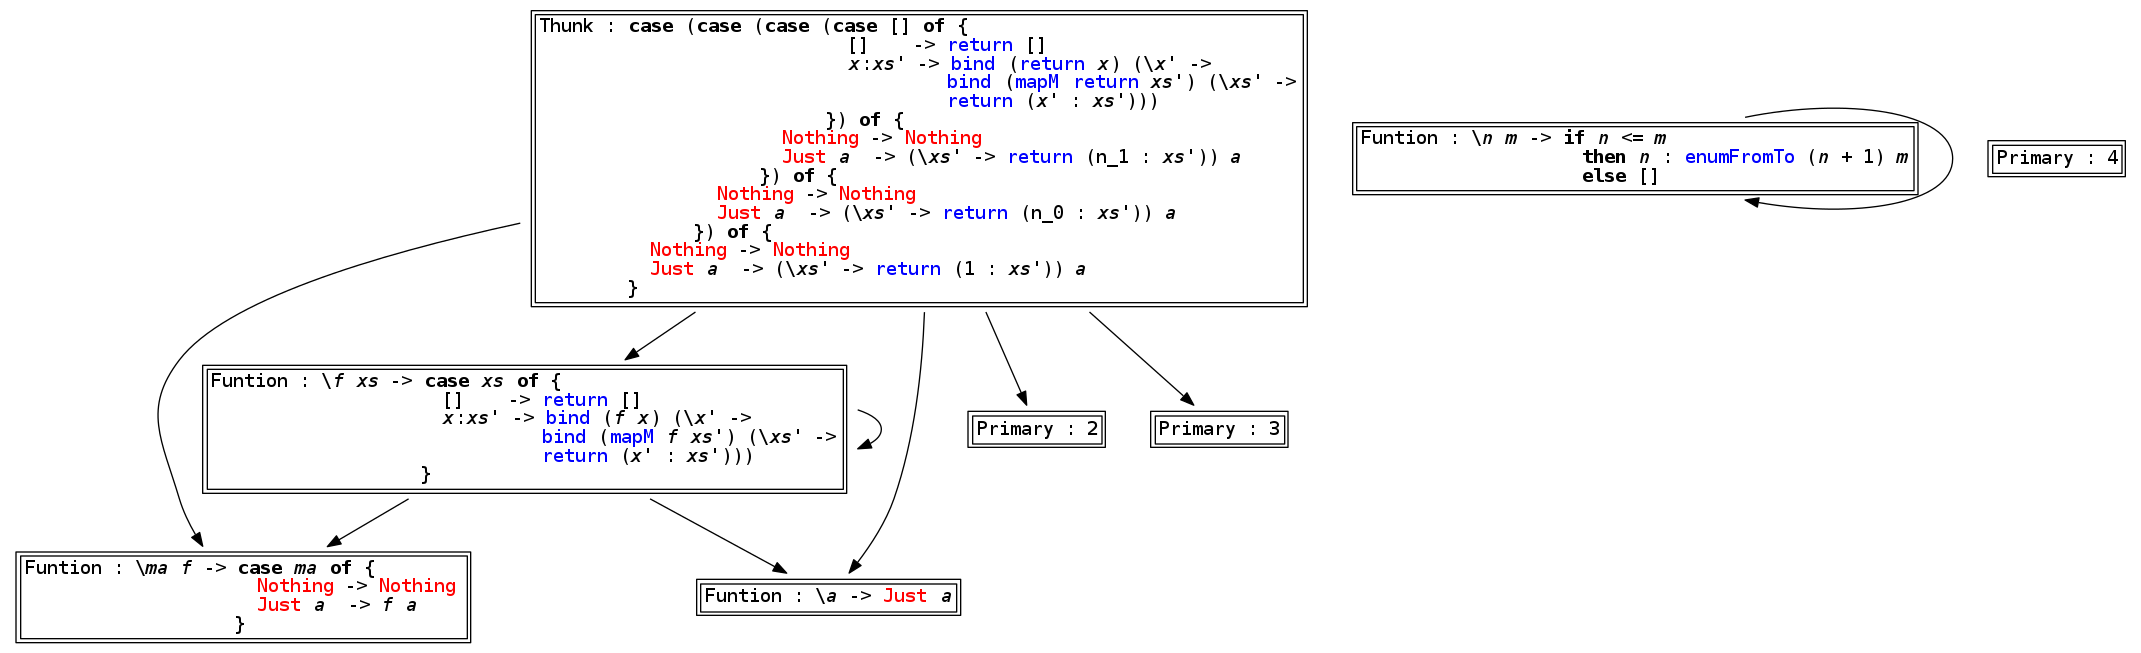 Thunk : case (case (case (case [] of {
[] -> return []
x:xs' -> bind (return x) (\x' ->
bind (mapM return xs') (\xs' ->
return (x' : xs')))
}) of {
Nothing -> Nothing
Just a -> (\xs' -> return (n_1 : xs')) a
}) of {
Nothing -> Nothing
Just a -> (\xs' -> return (n_0 : xs')) a
}) of {
Nothing -> Nothing
Just a -> (\xs' -> return (1 : xs')) a
}
Funtion : \n m -> if n <= m
then n : enumFromTo (n + 1) m
else []
Primary : 4
Funtion : \f xs -> case xs of {
[] -> return []
x:xs' -> bind (f x) (\x' ->
bind (mapM f xs') (\xs' ->
return (x' : xs')))
}
Primary : 2
Primary : 3
Funtion : \ma f -> case ma of {
Nothing -> Nothing
Just a -> f a
}
Funtion : \a -> Just a